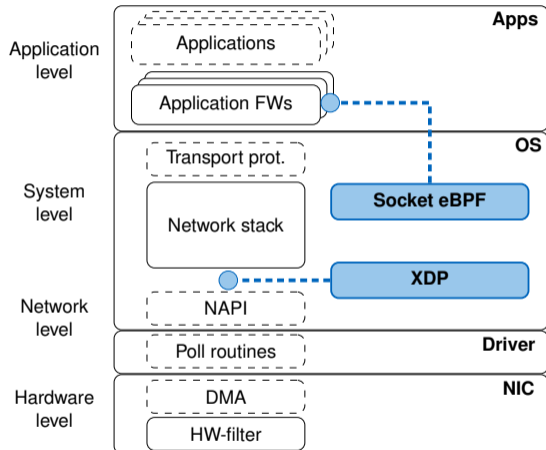 Apps
Application
level
Applications
Application FWs
OS
System
level
Transport prot.
Network stack
Socket eBPF
XDP
Network
level
NAPI
Driver
Poll routines
NIC
Hardware
level
DMA
HW-filter